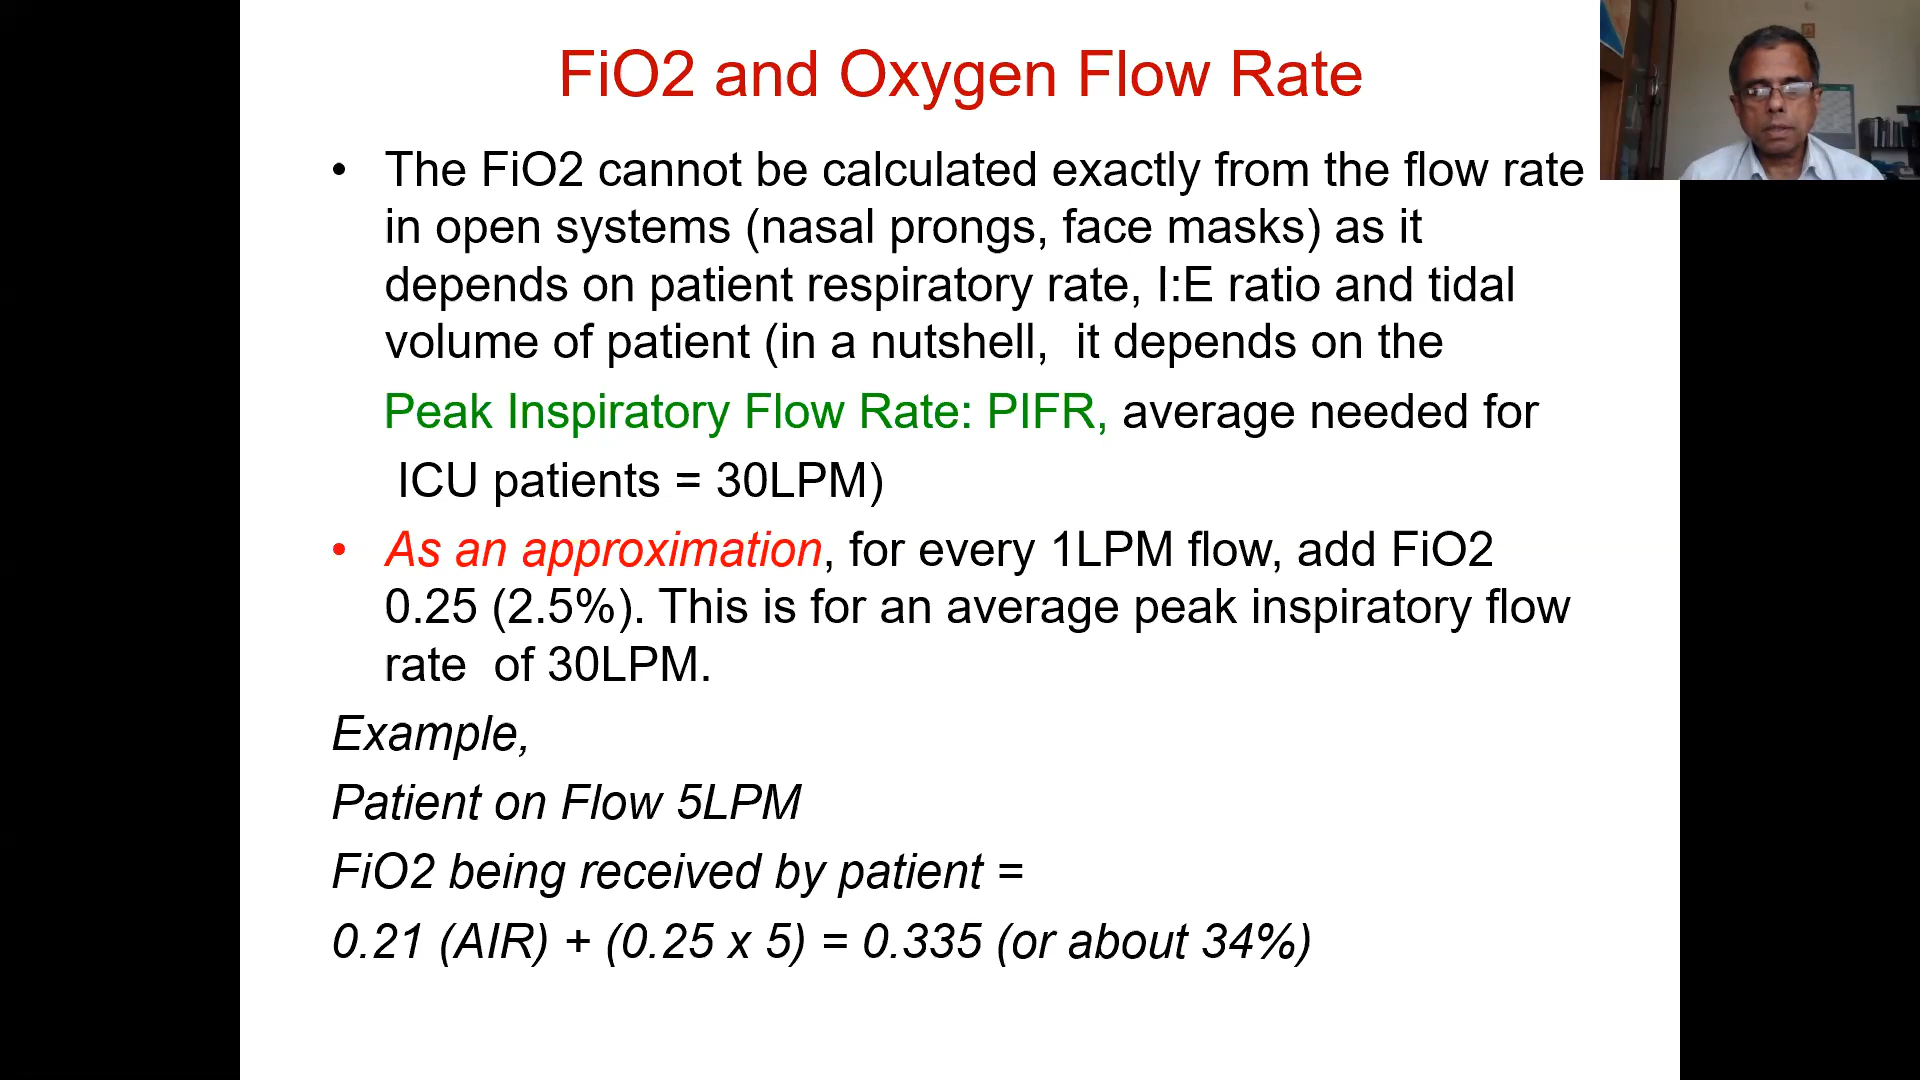 FiO2 and Oxygen Flow Rate
• The FiO2 cannot be calculated exactly from the flow rate
in open systems (nasal prongs, face masks) as it
depends on patient respiratory rate, I:E ratio and tidal
volume of patient (in a nutshell, it depends on the
Peak Inspiratory Flow Rate: PIFR, average needed for
ICU patients = 30LPM)
• As an approximation, for every 1LPM flow, add FiO2
0.25 (2.5%). This is for an average peak inspiratory flow
rate of 30LPM.
Example,
Patient on Flow 5LPM
FiO2 being received by patient =
0.21 (AIR) + (0.25 x 5) = 0.335 (or about 34%)